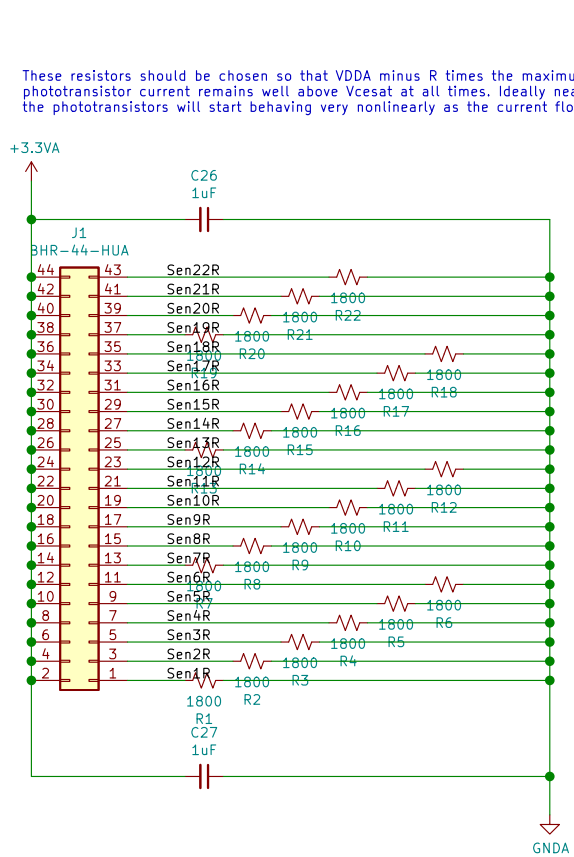 These resistors should be chosen so that VDDA minus R times the maximu
phototransistor current remains well above Vcesat at all times. Ideally nea
the phototransistors will start behaving very nonlinearly as the current flo
+3.3VA
C26
1uF
J1
BHR-44-HUA
44 43 Sen22R
42 41 Sen21R
1800
R22
40 39 Sen20R
1800
R21
38 37 Sen19R
1800
R20
36 35 Sen18R
1800
R19
34 33 Sen17R
1800
R18
32 31 Sen16R
1800
R17
30 29 Sen15R
1800
R16
28 27 Sen14R
1800
R15
26 25 Sen13R
1800
R14
24 23 Sen12R
1800
R13
22 21 Sen11R
1800
R12
20 19 Sen10R
1800
R11
18 17 Sen9R
1800
R10
16 15 Sen8R
1800
R9
14 13 Sen7R
1800
R8
12 11 Sen6R
1800
R7
10 9 Sen5R
1800
R6
8 7 Sen4R
1800
R5
6 5 Sen3R
1800
R4
4 3 Sen2R
1800
R3
2 1 Sen1R
1800
R2
1800
R1
C27
1uF
GNDA